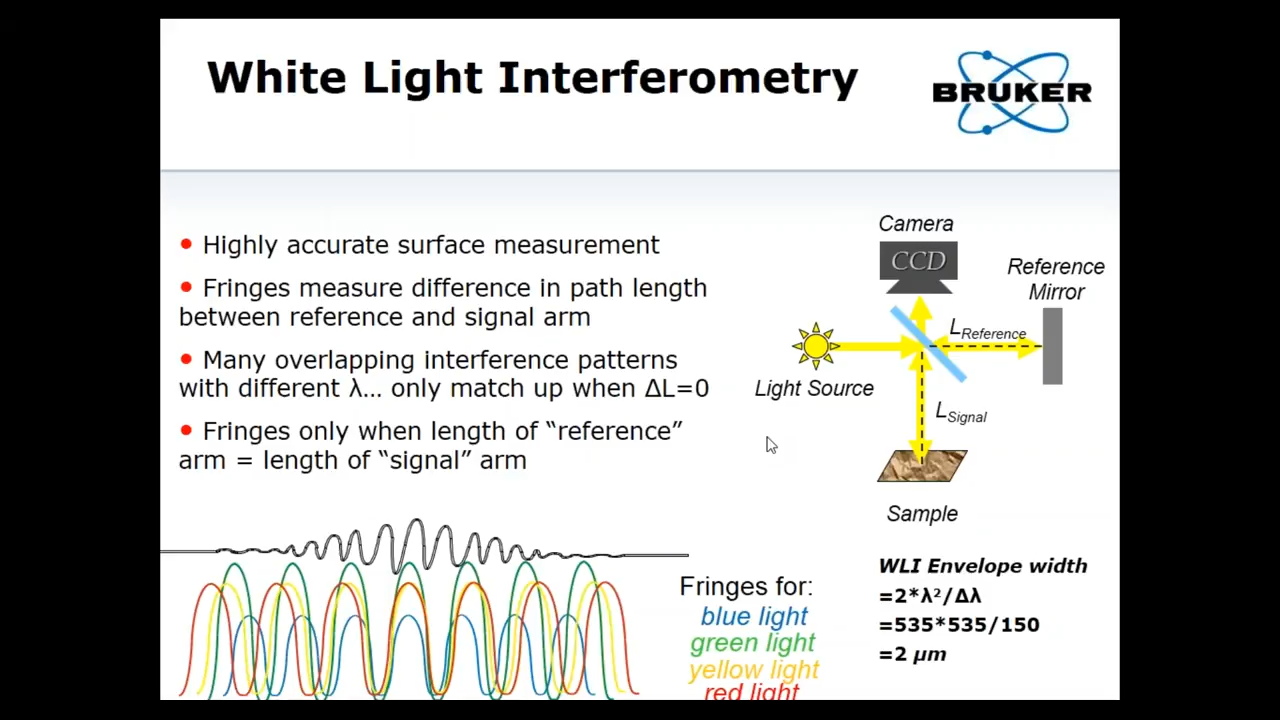 White Light Interferometry
BRUKER
• Highly accurate surface measurement
• Fringes measure difference in path length
between reference and signal arm
• Many overlapping interference patterns
with different λ... only match up when ΔL=0
• Fringes only when length of “reference”
arm = length of “signal” arm
Camera
CCD
Reference
Mirror
LReference
Light Source
LSignal
Sample
Fringes for:
blue light
green light
yellow light
red light
WLI Envelope width
=2*λ²/Δλ
=535*535/150
=2 μm